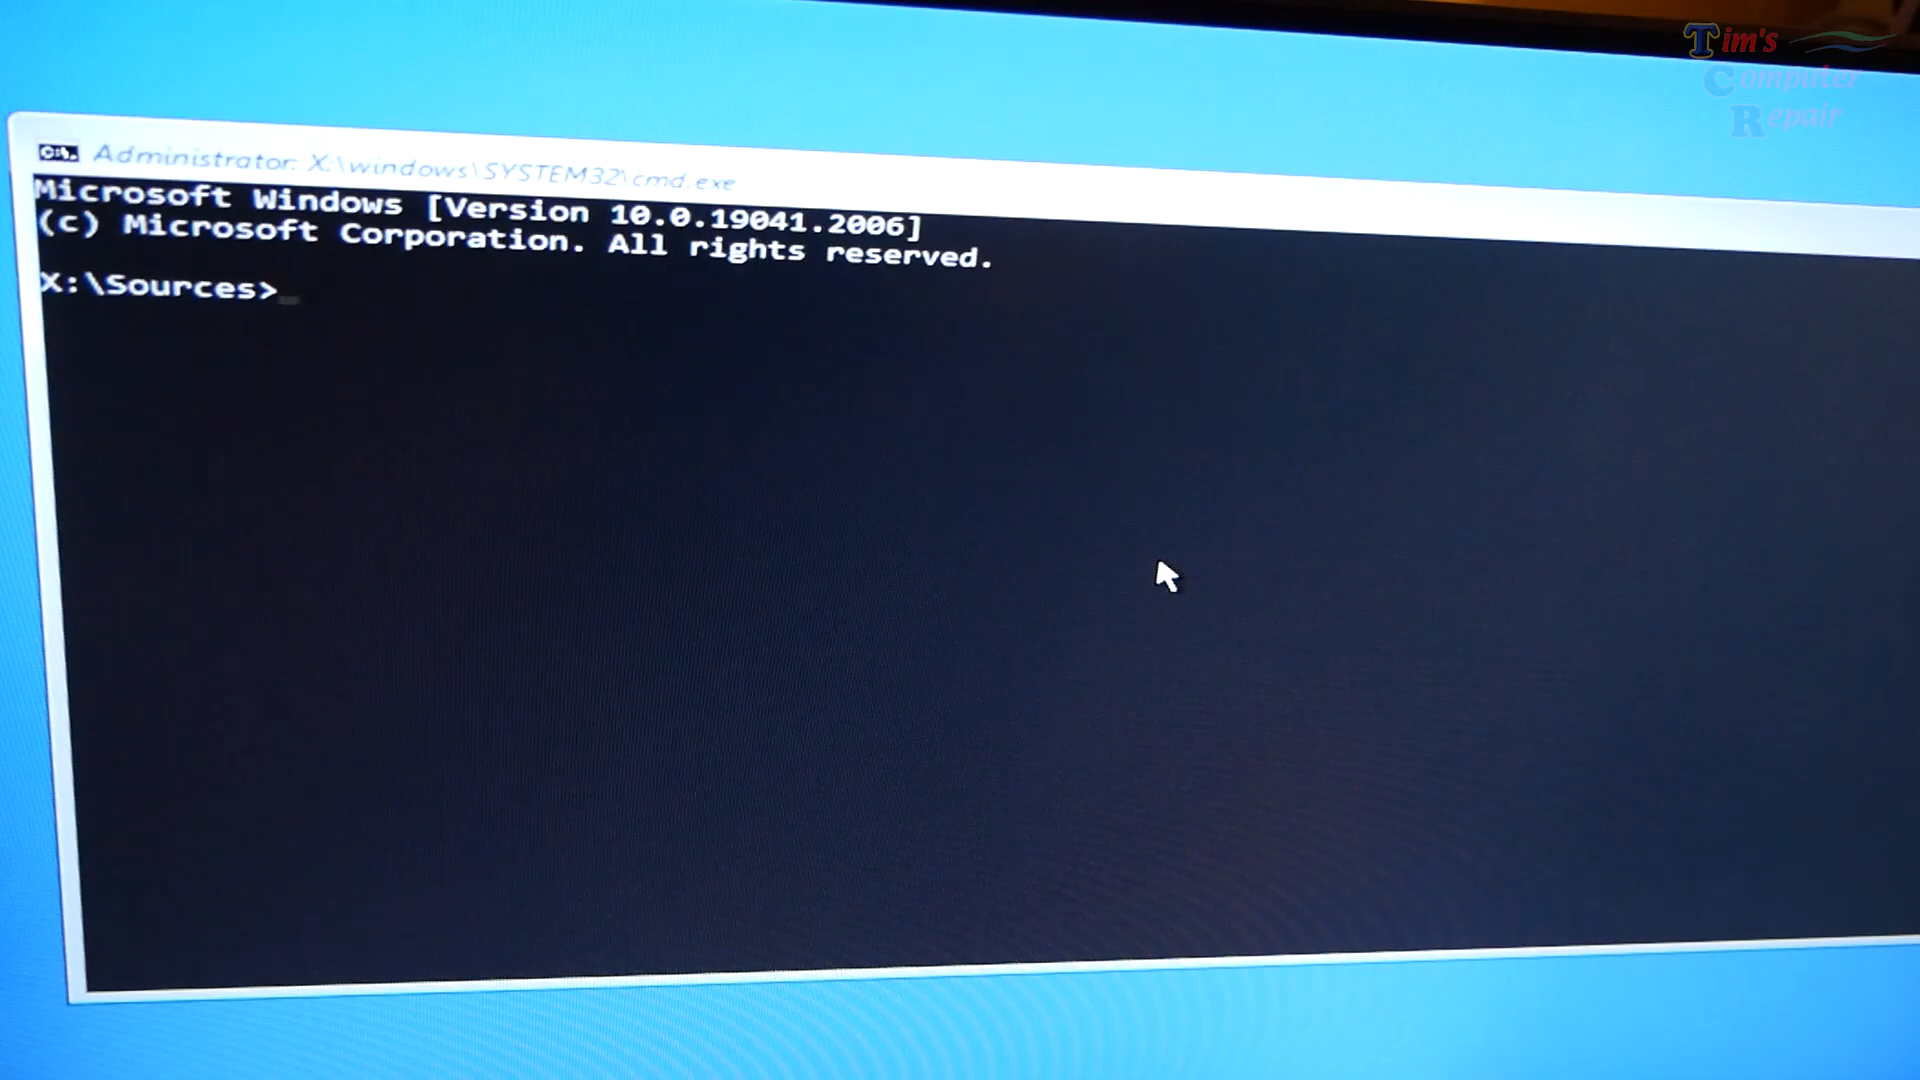 Tim's
Computer
Repair
Administrator: X:\windows\SYSTEM32\cmd.exe
Microsoft Windows [Version 10.0.19041.2006]
(c) Microsoft Corporation. All rights reserved.
X:\Sources>_